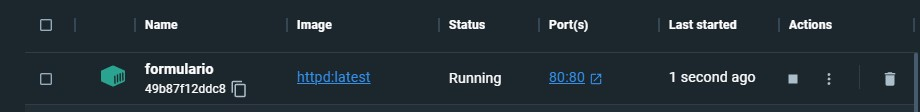 Name Image Status Port(s) Last started Actions
formulario
49b87f12ddc8 httpd:latest Running 80:80 1 second ago